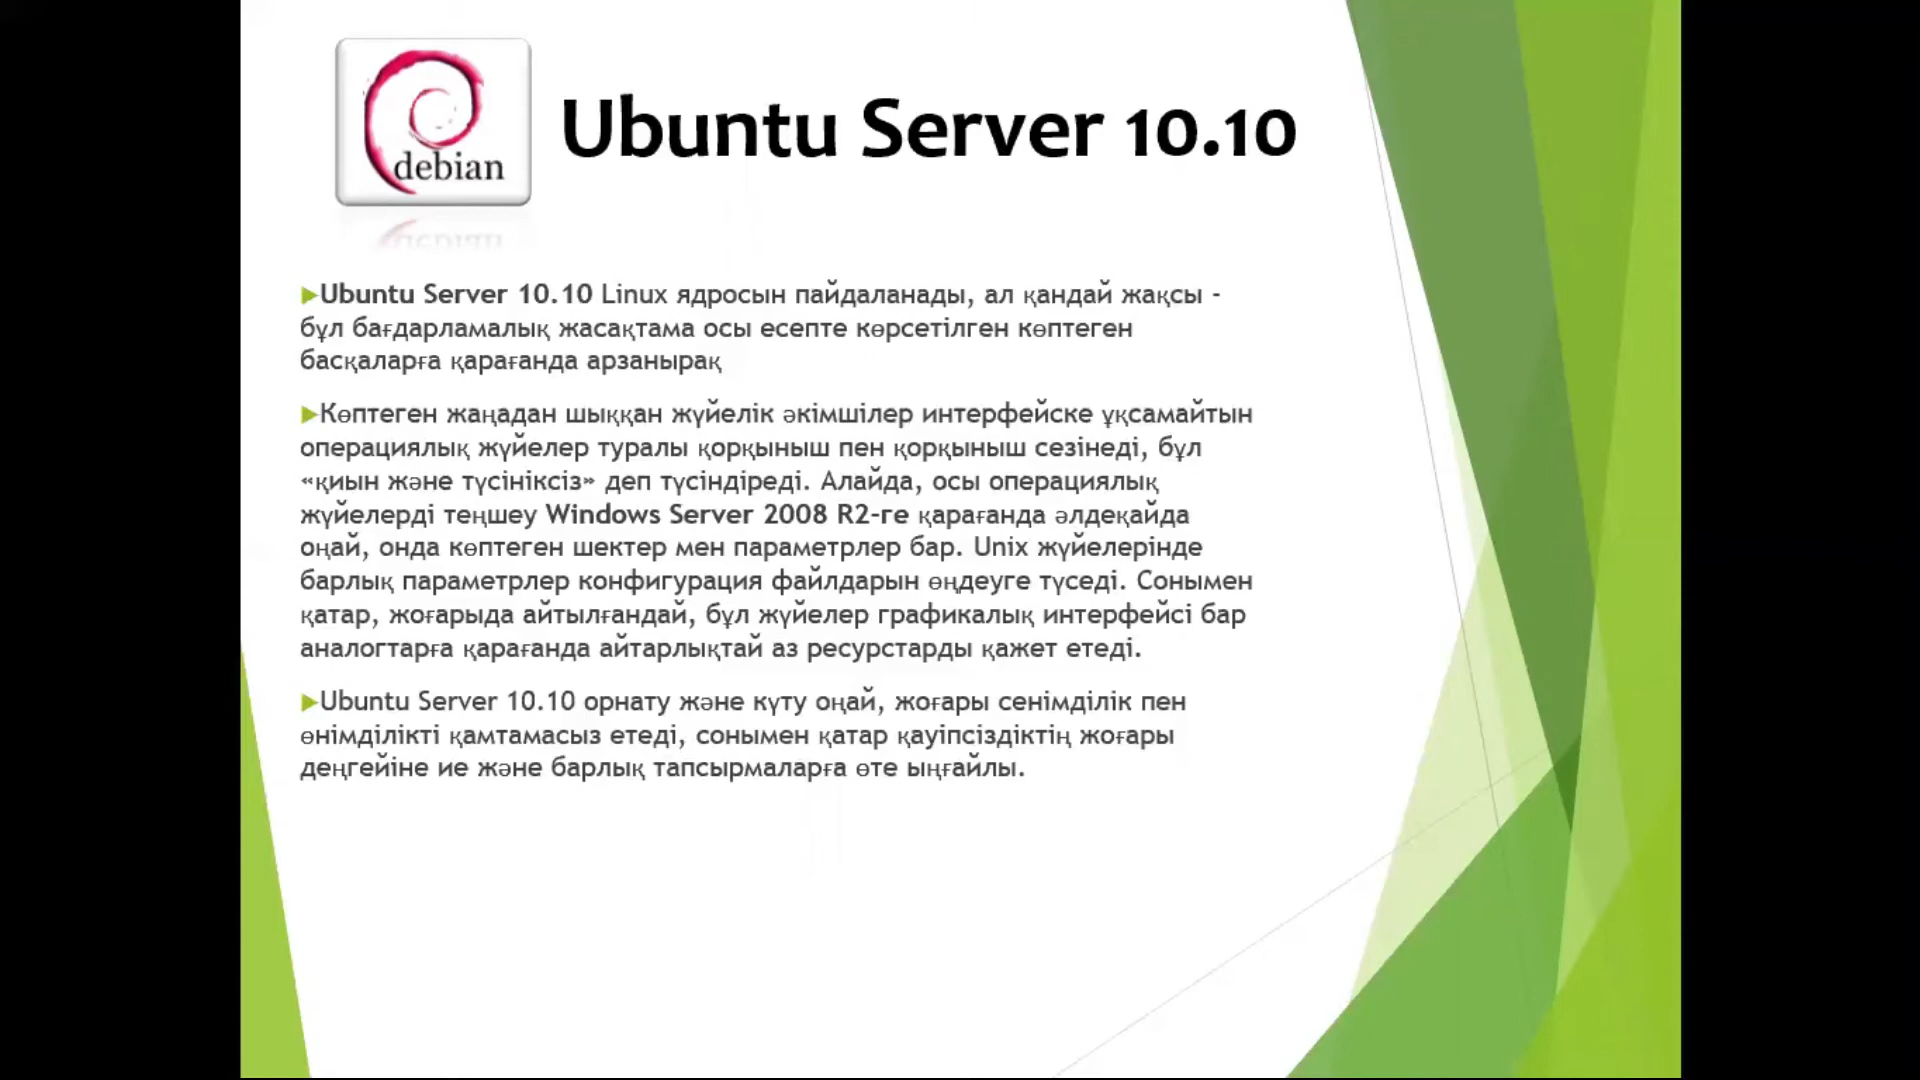 debian
Ubuntu Server 10.10
Ubuntu Server 10.10 Linux ядросын пайдаланады, ал қандай жақсы -
бұл бағдарламалық жасақтама осы есепте көрсетілген көптеген
басқаларға қарағанда арзанырақ
Көптеген жаңадан шыққан жүйелік әкімшілер интерфейске ұқсамайтын
операциялық жүйелер туралы қорқыныш пен қорқыныш сезінеді, бұл
«қиын және түсініксіз» деп түсіндіреді. Алайда, осы операциялық
жүйелерді теңшеу Windows Server 2008 R2-ге қарағанда әлдеқайда
оңай, онда көптеген шектер мен параметрлер бар. Unix жүйелерінде
барлық параметрлер конфигурация файлдарын өңдеуге түседі. Сонымен
қатар, жоғарыда айтылғандай, бұл жүйелер графикалық интерфейсі бар
аналогтарға қарағанда айтарлықтай аз ресурстарды қажет етеді.
Ubuntu Server 10.10 орнату және күту оңай, жоғары сенімділік пен
өнімділікті қамтамасыз етеді, сонымен қатар қауіпсіздіктің жоғары
деңгейіне ие және барлық тапсырмаларға өте ыңғайлы.